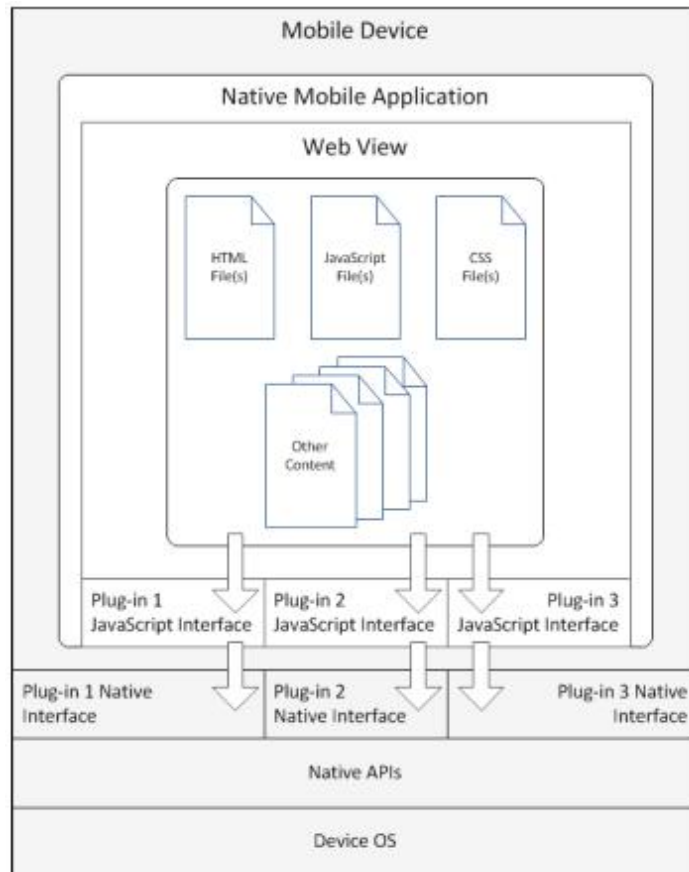 Mobile Device
Native Mobile Application
Web View
HTML
File(s)
JavaScript
File(s)
CSS
File(s)
Other
Content
Plug-in 1
JavaScript Interface
Plug-in 2
JavaScript Interface
Plug-in 3
JavaScript Interface
Plug-in 1 Native
Interface
Plug-in 2
Native Interface
Plug-in 3 Native
Interface
Native APIs
Device OS